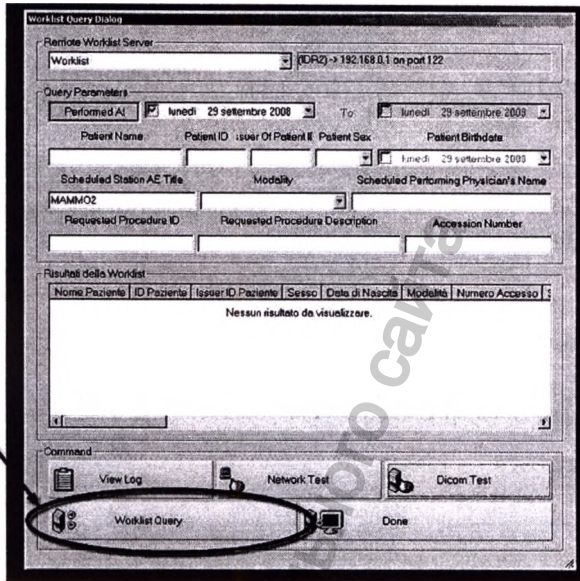 Worklist Query Dialog
Remote Worklist Server
Worklist (IDR2) -> 192.168.0.1 on port 122
Query Parameters
Performed At lunedì 29 settembre 2008 To lunedì 29 settembre 2008
Patient Name Patient ID Issuer Of Patient I Patient Sex Patient Birthdate
lunedì 29 settembre 2008
Scheduled Station AE Title Modality Scheduled Performing Physician's Name
MAMMO2
Requested Procedure ID Requested Procedure Description Accession Number
Risultati della Worklist
Nome Paziente ID Paziente Issuer ID Paziente Sesso Data di Nascita Modalità Numero Accesso S
Nessun risultato da visualizzare.
Command
View Log Network Test Dicom Test
Worklist Query Done
сайта